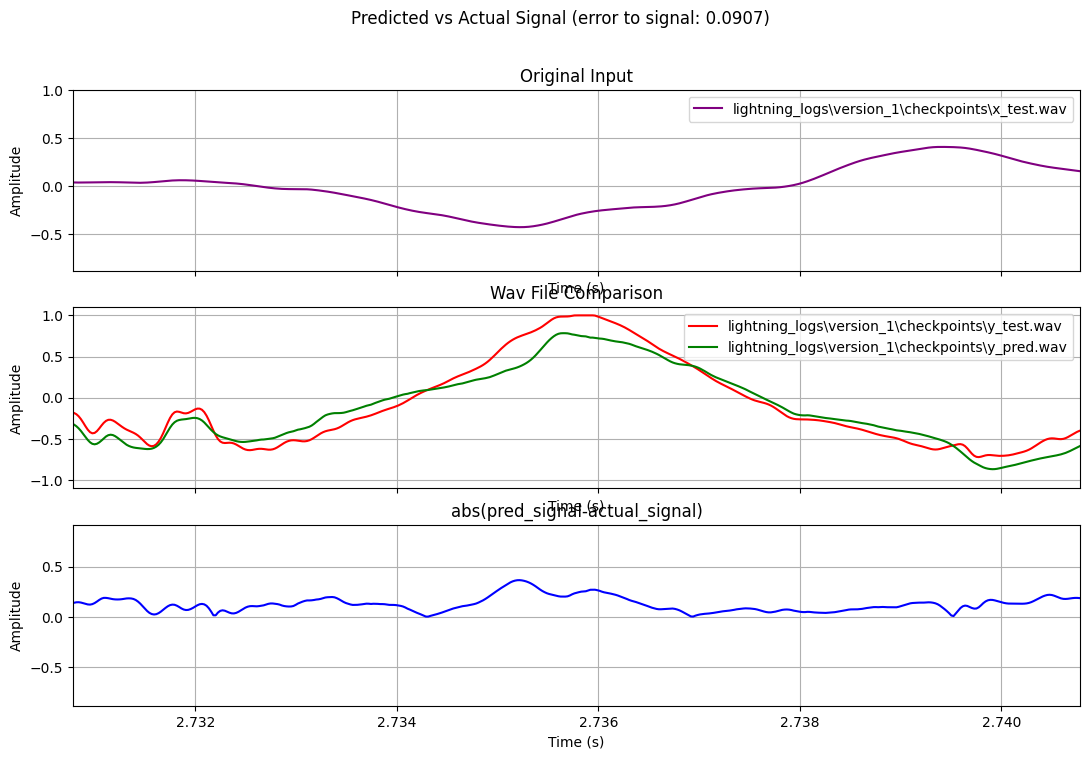 Predicted vs Actual Signal (error to signal: 0.0907)
Original Input
1.0
0.5
0.0
−0.5
Amplitude
lightning_logs\version_1\checkpoints\x_test.wav
Time (s)
Wav File Comparison
1.0
0.5
0.0
−0.5
−1.0
Amplitude
lightning_logs\version_1\checkpoints\y_test.wav
lightning_logs\version_1\checkpoints\y_pred.wav
Time (s)
abs(pred_signal-actual_signal)
0.5
0.0
−0.5
Amplitude
2.732 2.734 2.736 2.738 2.740
Time (s)